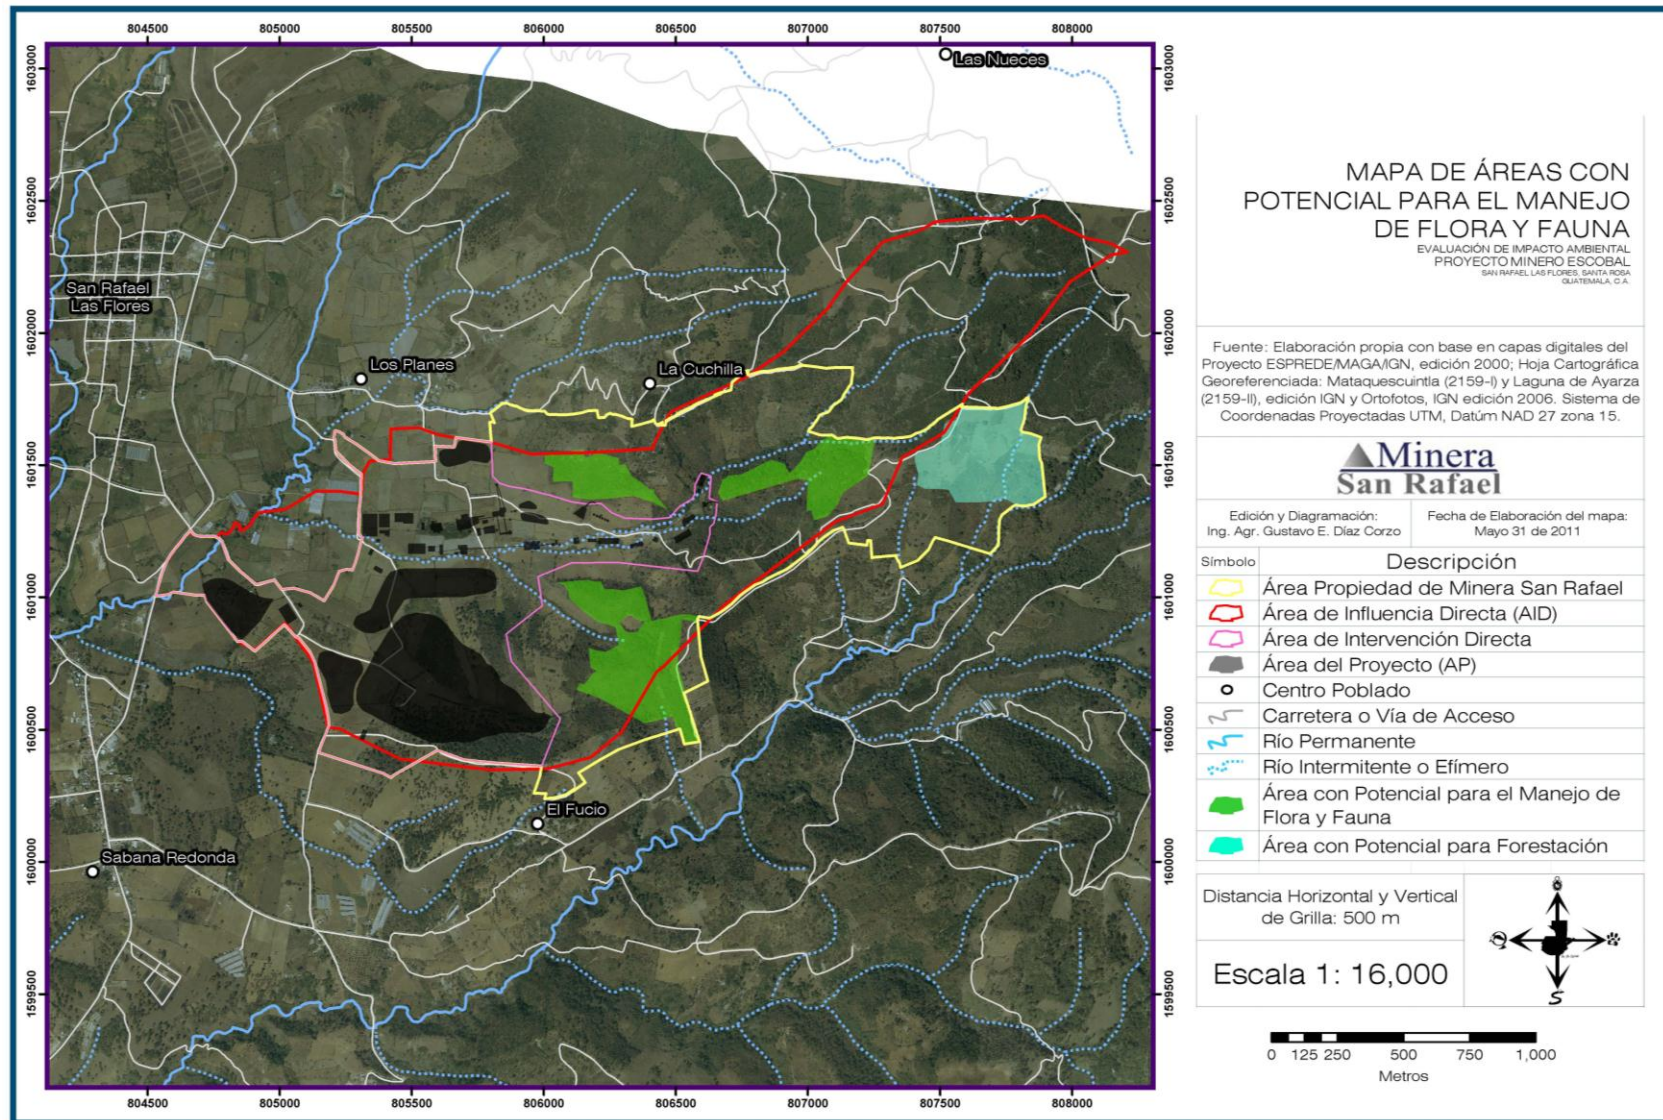 804500 805000 805500 806000 806500 807000 807500 808000
1603000
1602500
1602000
1601500
1601000
1600500
1600000
1599500
Las Nueces
San Rafael
Las Flores
Los Planes
La Cuchilla
El Fucio
Sabana Redonda
1603000
1602500
1602000
1601500
1601000
1600500
1600000
1599500
804500 805000 805500 806000 806500 807000 807500 808000
MAPA DE ÁREAS CON
POTENCIAL PARA EL MANEJO
DE FLORA Y FAUNA
EVALUACIÓN DE IMPACTO AMBIENTAL
PROYECTO MINERO ESCOBAL
SAN RAFAEL LAS FLORES, SANTA ROSA
GUATEMALA, C.A.
Fuente: Elaboración propia con base en capas digitales del
Proyecto ESPREDE/MAGA/IGN, edición 2000; Hoja Cartográfica
Georeferenciada: Mataquescuintla (2159-I) y Laguna de Ayarza
(2159-II), edición IGN y Ortofotos, IGN edición 2006. Sistema de
Coordenadas Proyectadas UTM, Datúm NAD 27 zona 15.
Minera
San Rafael
Edición y Diagramación:
Ing. Agr. Gustavo E. Díaz Corzo
Fecha de Elaboración del mapa:
Mayo 31 de 2011
Símbolo Descripción
Área Propiedad de Minera San Rafael
Área de Influencia Directa (AID)
Área de Intervención Directa
Área del Proyecto (AP)
Centro Poblado
Carretera o Vía de Acceso
Río Permanente
Río Intermitente o Efímero
Área con Potencial para el Manejo de
Flora y Fauna
Área con Potencial para Forestación
Distancia Horizontal y Vertical
de Grilla: 500 m
Escala 1: 16,000
S
0 125 250 500 750 1,000
Metros